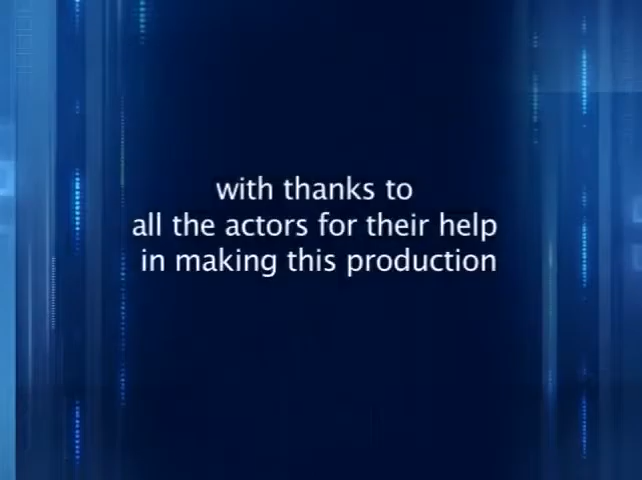 with thanks to
all the actors for their help
in making this production